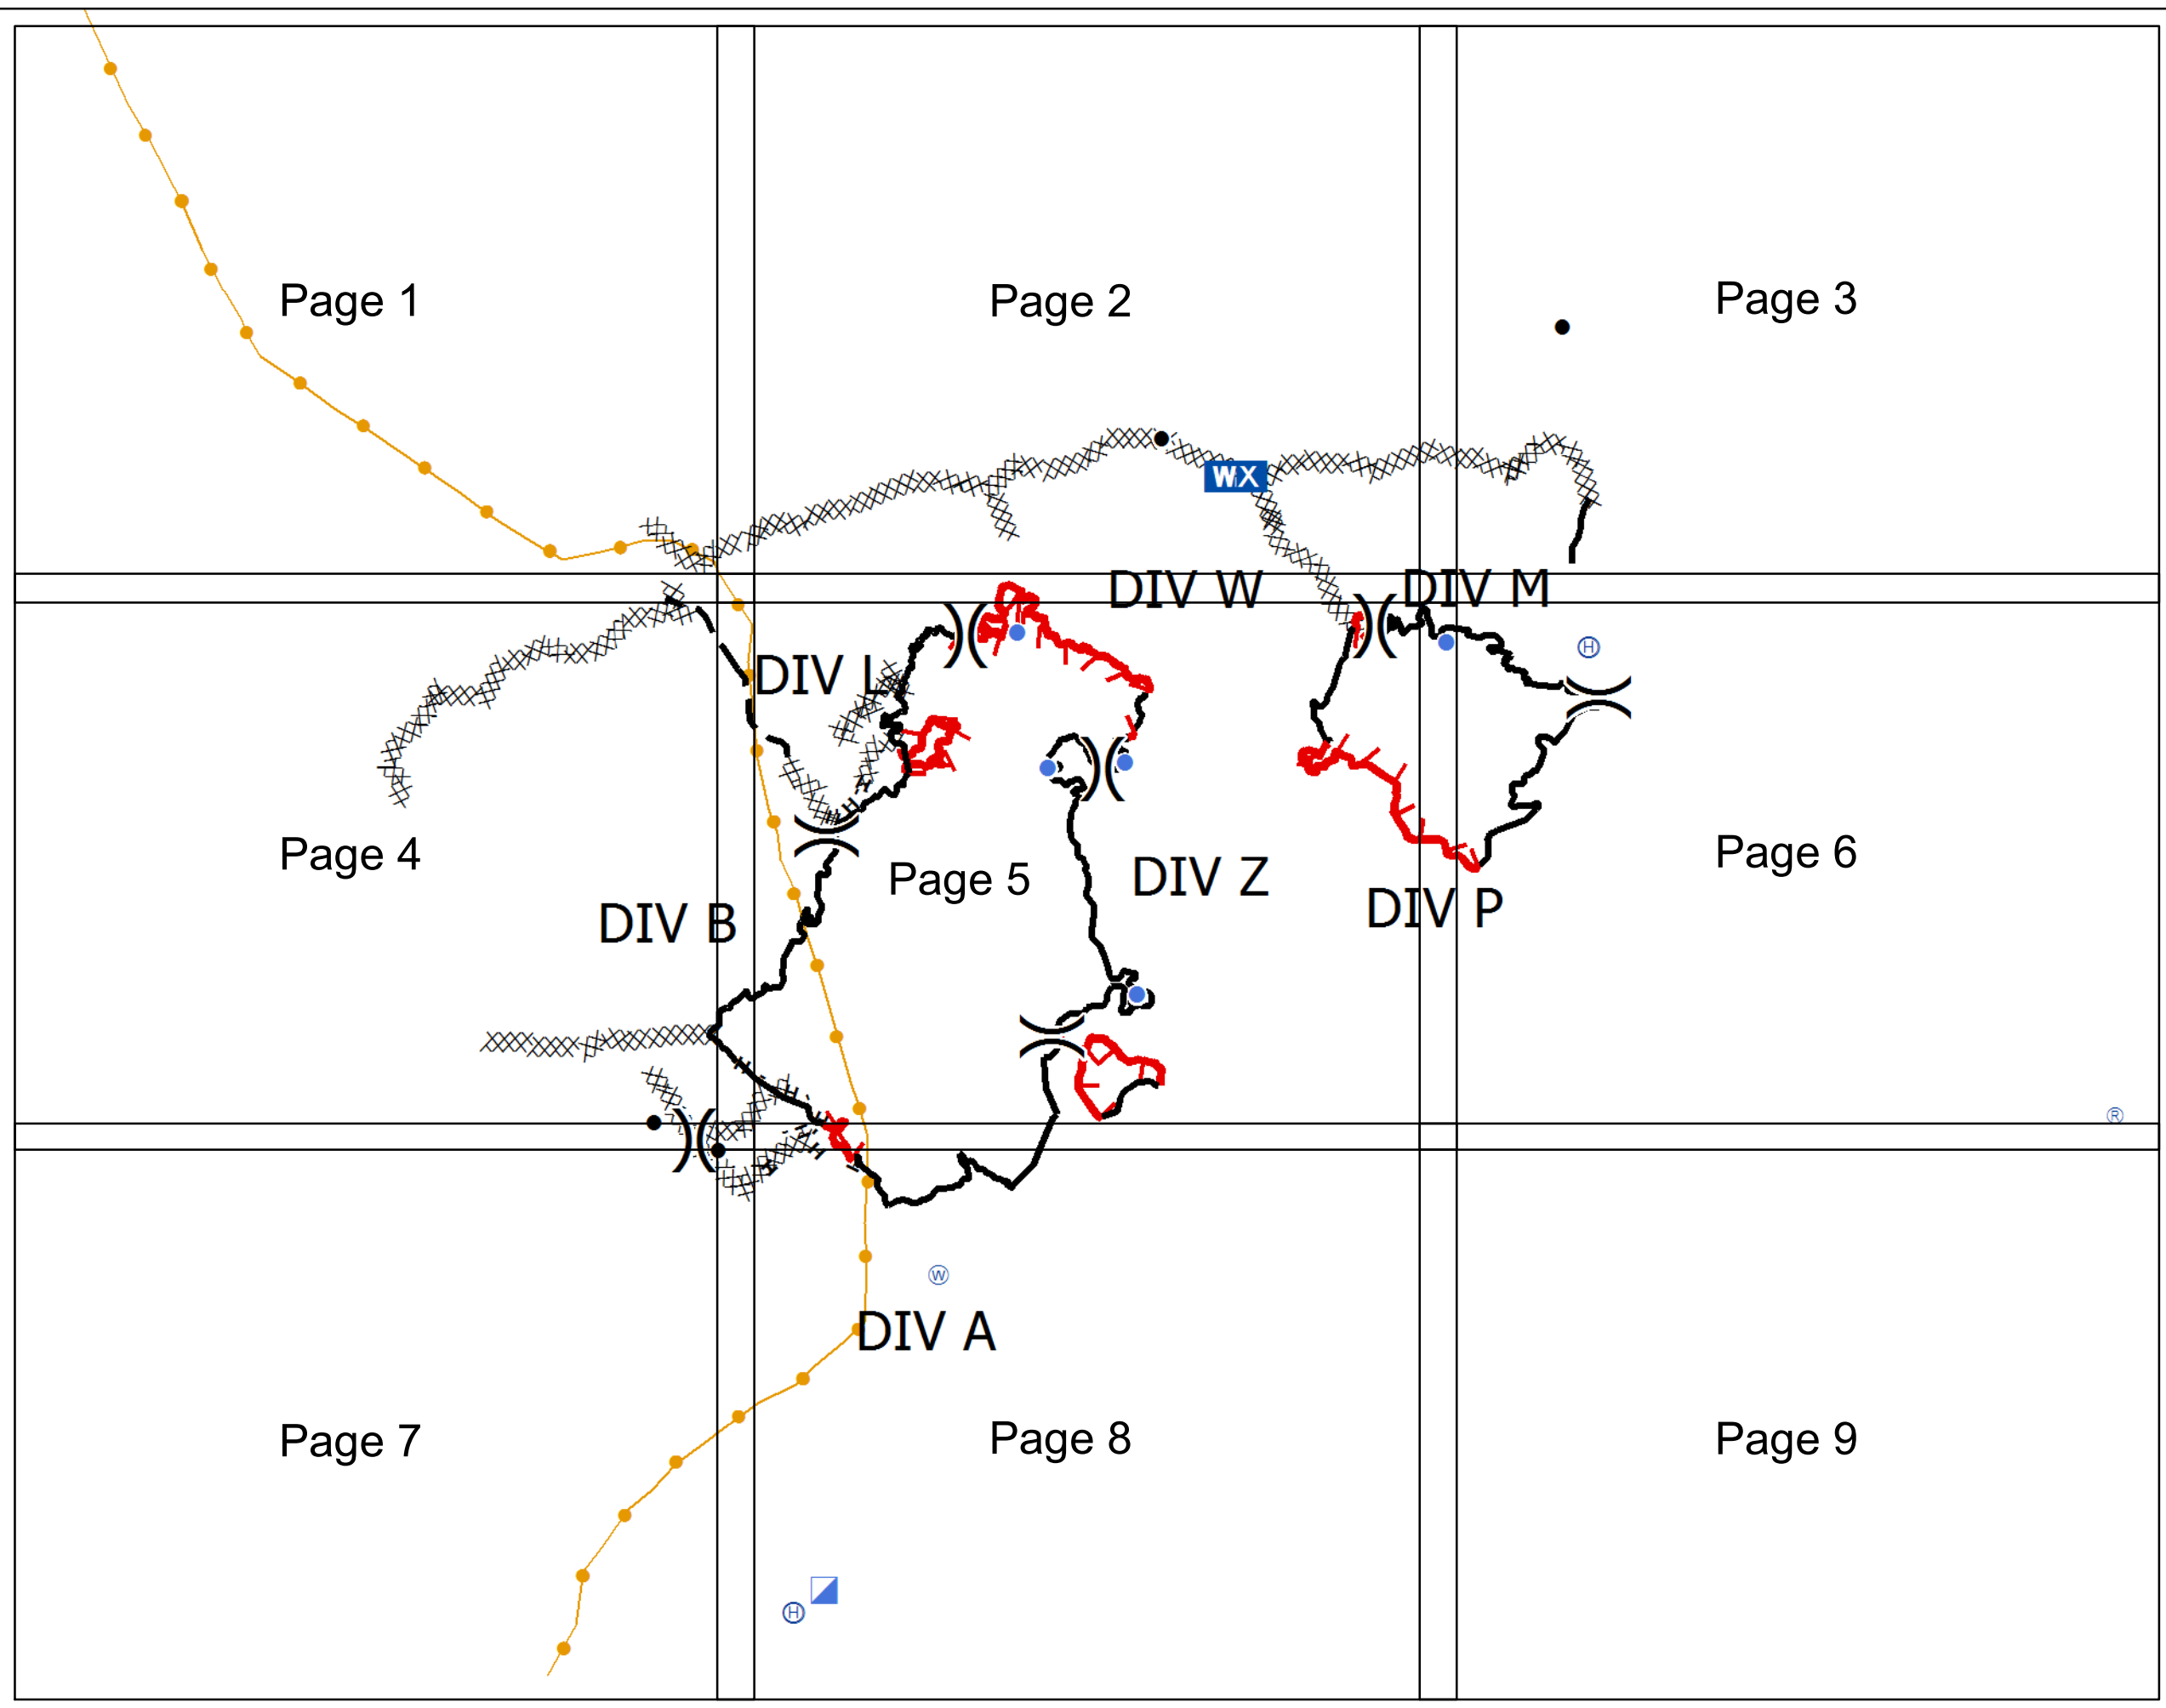 Page 1
Page 2
Page 3
WX
DIV W
DIV M
H
DIV L
Page 4
Page 5
DIV Z
Page 6
DIV B
DIV P
H
H
H
H
H
H
R
W
DIV A
Page 7
Page 8
Page 9
H